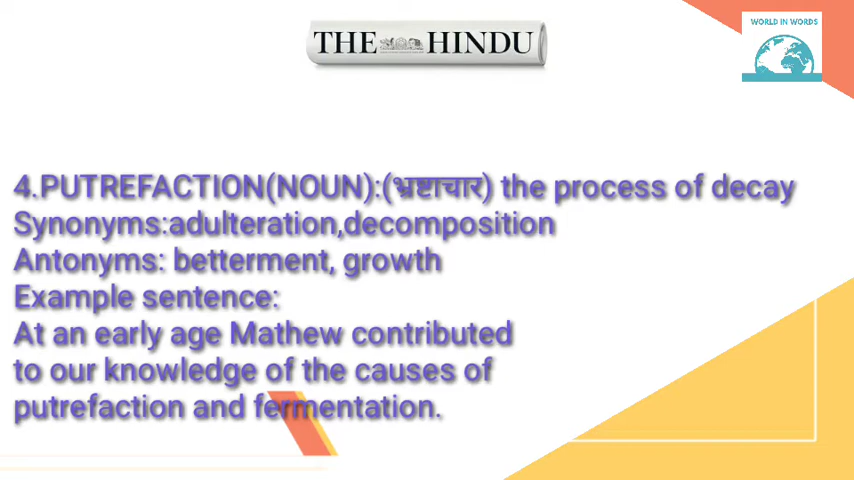 THE HINDU
WORLD IN WORDS
4.PUTREFACTION(NOUN):(भ्रष्टाचार) the process of decay
Synonyms:adulteration,decomposition
Antonyms: betterment, growth
Example sentence:
At an early age Mathew contributed
to our knowledge of the causes of
putrefaction and fermentation.